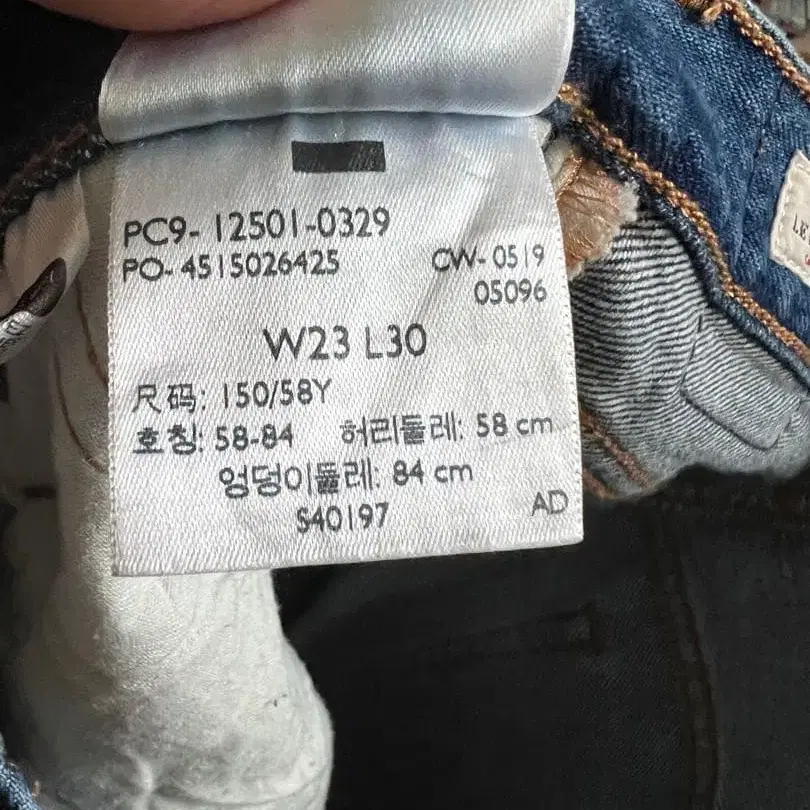 PC9- 12501-0329
PO- 4515026425 CW- 0519
05096
W23 L30
尺码: 150/58Y
호칭: 58-84 허리둘레: 58 cm
엉덩이둘레: 84 cm
S40197 AD